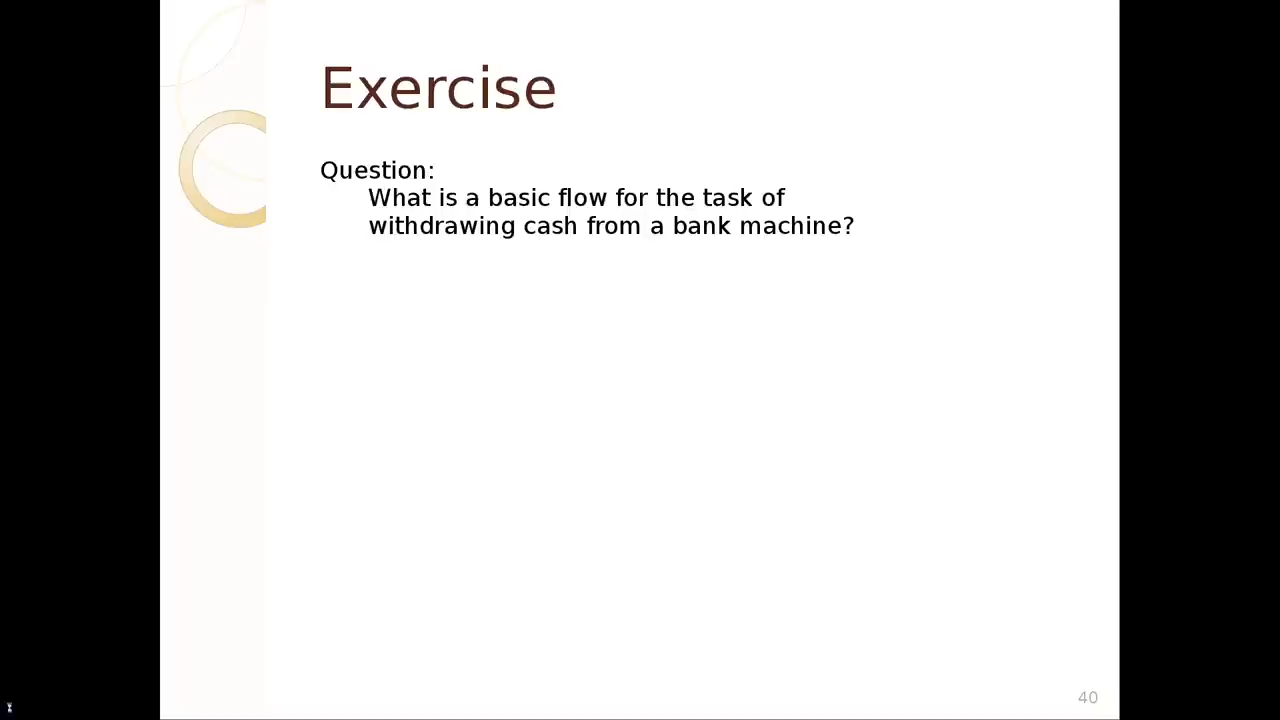 Exercise
Question:
What is a basic flow for the task of
withdrawing cash from a bank machine?
40